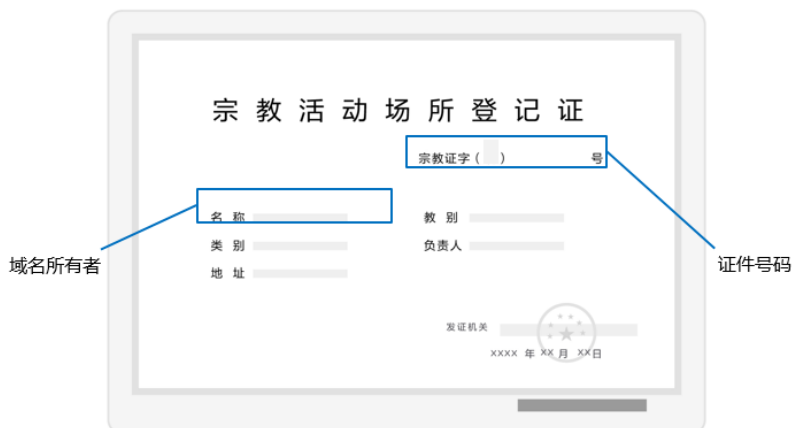 宗教活动场所登记证
宗教证字（ ） 号
名 称
教 别
类 别
负责人
域名所有者
证件号码
地 址
发证机关
xxxx 年 xx 月 xx日